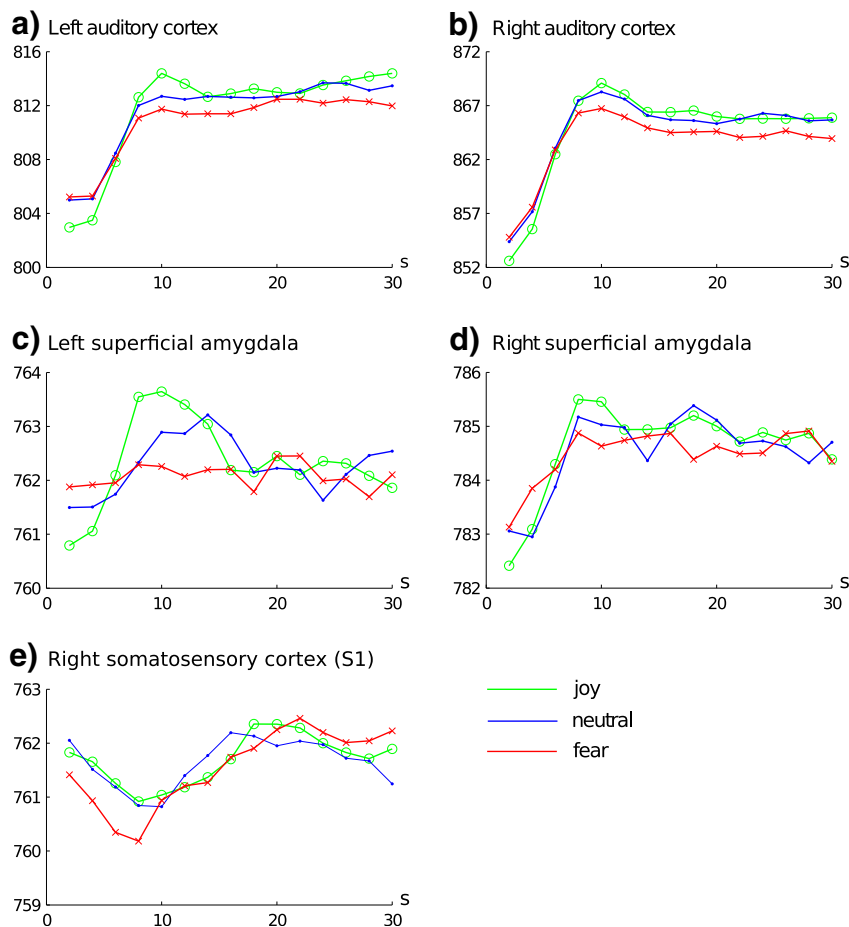 a) Left auditory cortex
816
812
808
804
800
0 10 20 30
s
b) Right auditory cortex
872
867
862
857
852
0 10 20 30
s
c) Left superficial amygdala
764
763
762
761
760
0 10 20 30
s
d) Right superficial amygdala
786
785
784
783
782
0 10 20 30
s
e) Right somatosensory cortex (S1)
763
762
761
760
759
0 10 20 30
s
joy
neutral
fear